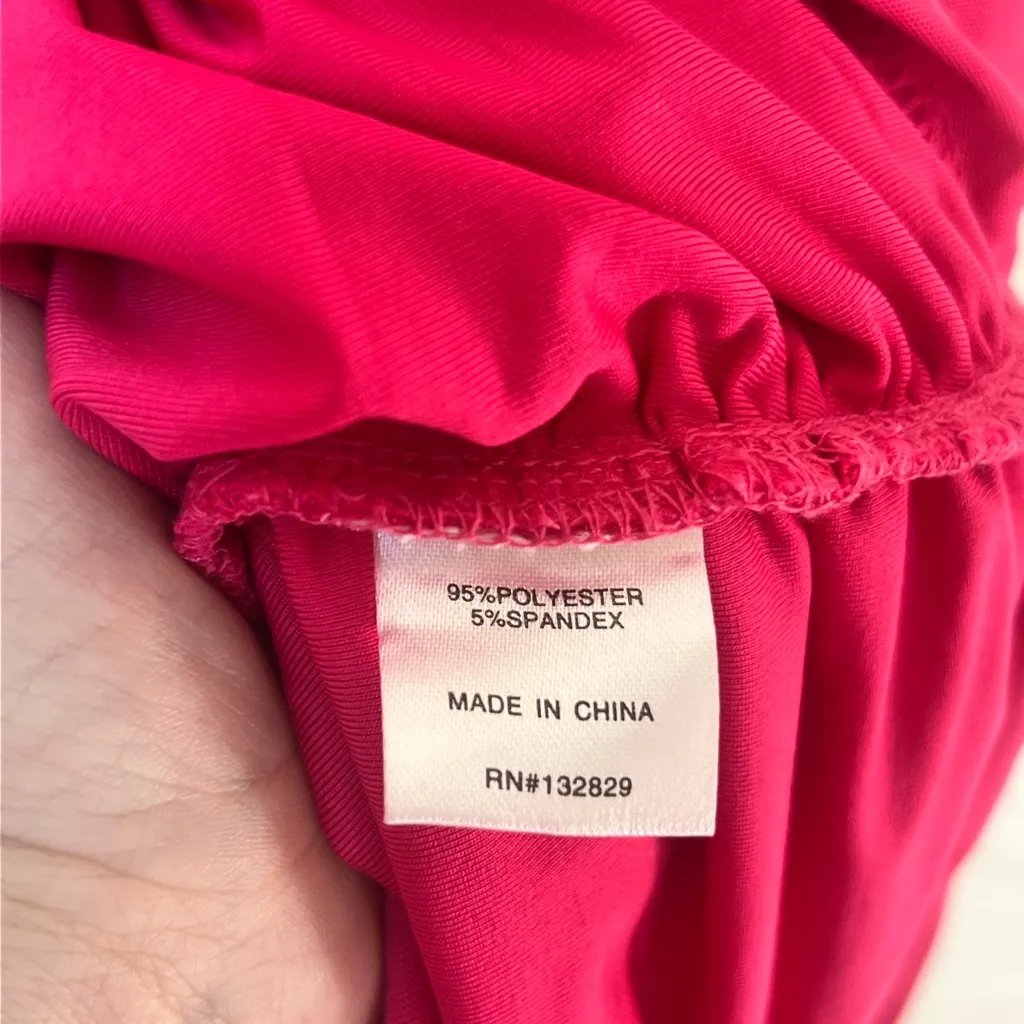 95%POLYESTER
5%SPANDEX
MADE IN CHINA
RN#132829